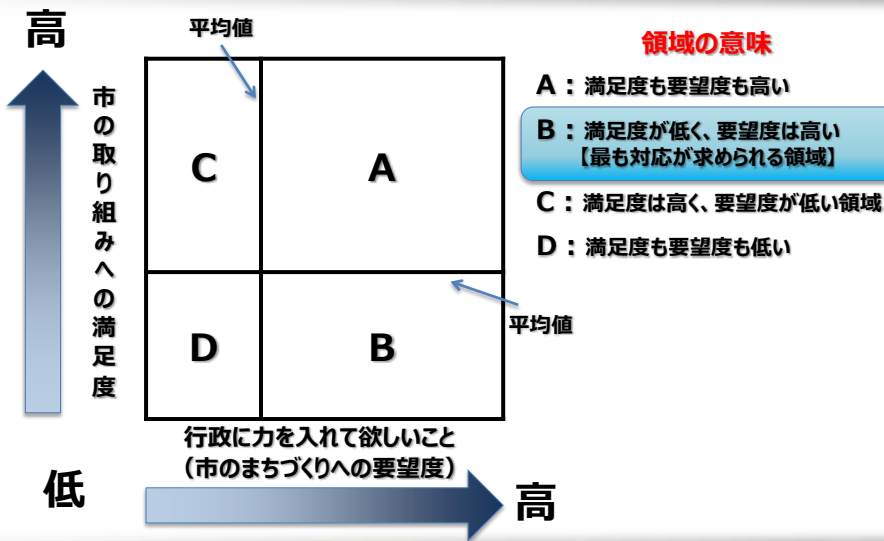 高
平均値
市の取り組みへの満足度
C
A
D
B
平均値
行政に力を入れて欲しいこと
(市のまちづくりへの要望度)
低
高
領域の意味
A:満足度も要望度も高い
B:満足度が低く、要望度は高い
【最も対応が求められる領域】
C:満足度は高く、要望度が低い領域
D:満足度も要望度も低い